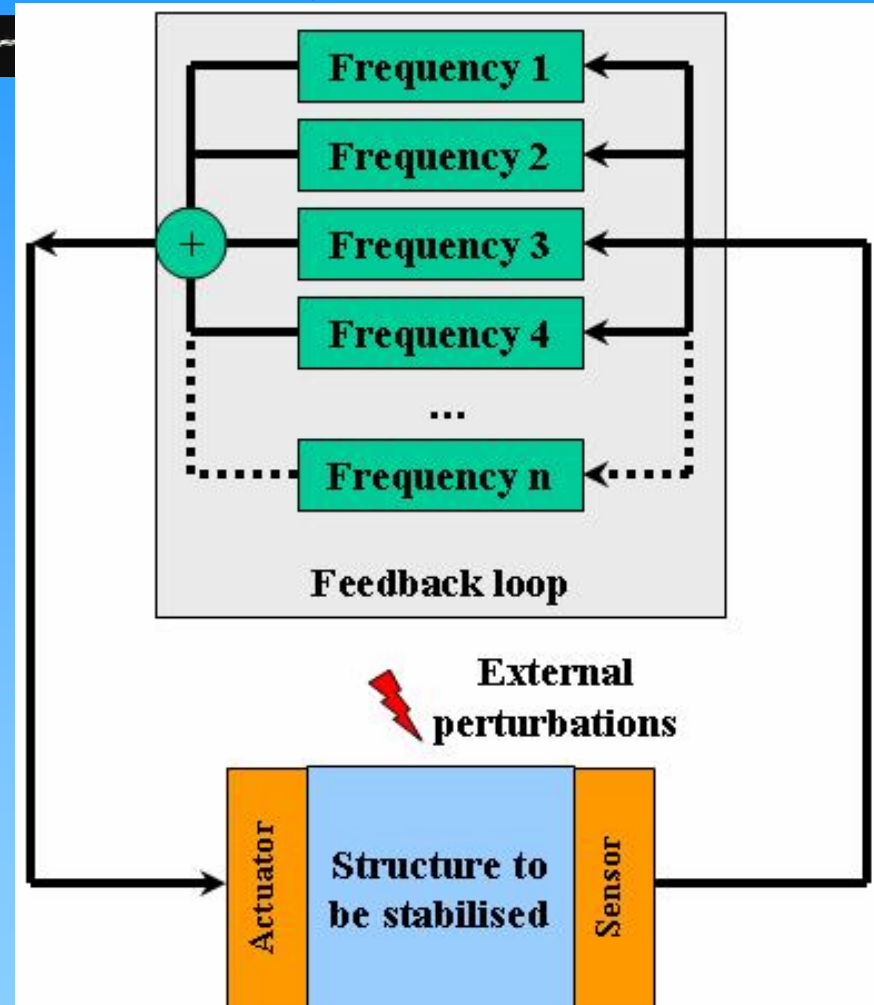 Frequency 1
Frequency 2
+
Frequency 3
Frequency 4
...
Frequency n
Feedback loop
External
perturbations
Actuator
Structure to
be stabilised
Sensor